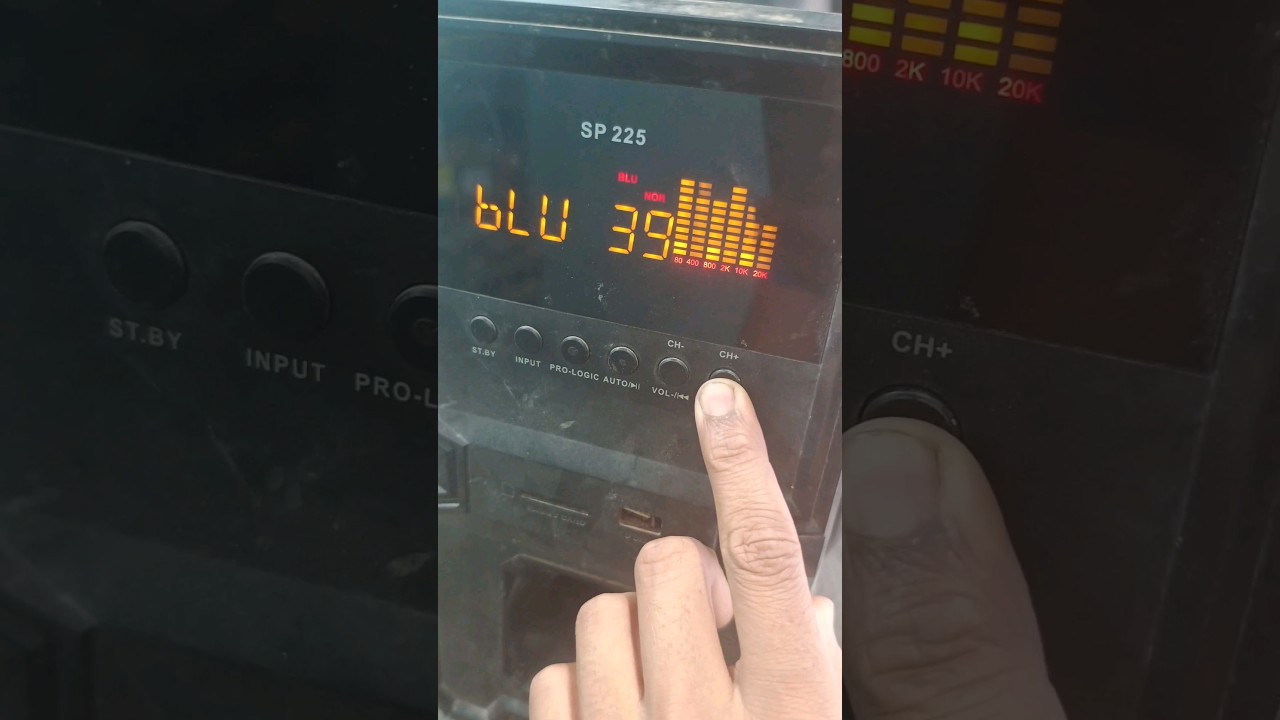 SP 225
BLU
NOR
bLU 39
80 400 800 2K 10K 20K
CH- CH+
ST.BY INPUT PRO-LOGIC AUTO/▶II VOL-/◀◀
800 2K 10K 20K
CH+
ST.BY INPUT PRO-L